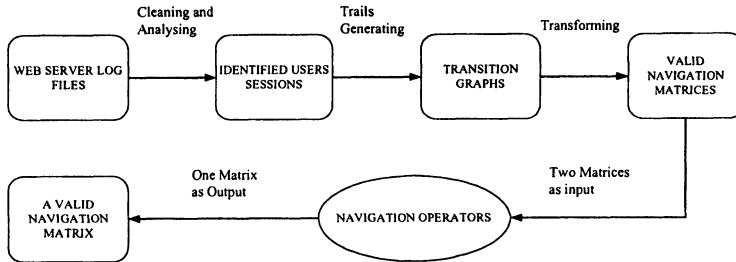 Cleaning and
Analysing
Trails
Generating
Transforming
WEB SERVER LOG
FILES
IDENTIFIED USERS
SESSIONS
TRANSITION
GRAPHS
VALID
NAVIGATION
MATRICES
One Matrix
as Output
Two Matrices
as input
A VALID
NAVIGATION
MATRIX
NAVIGATION OPERATORS